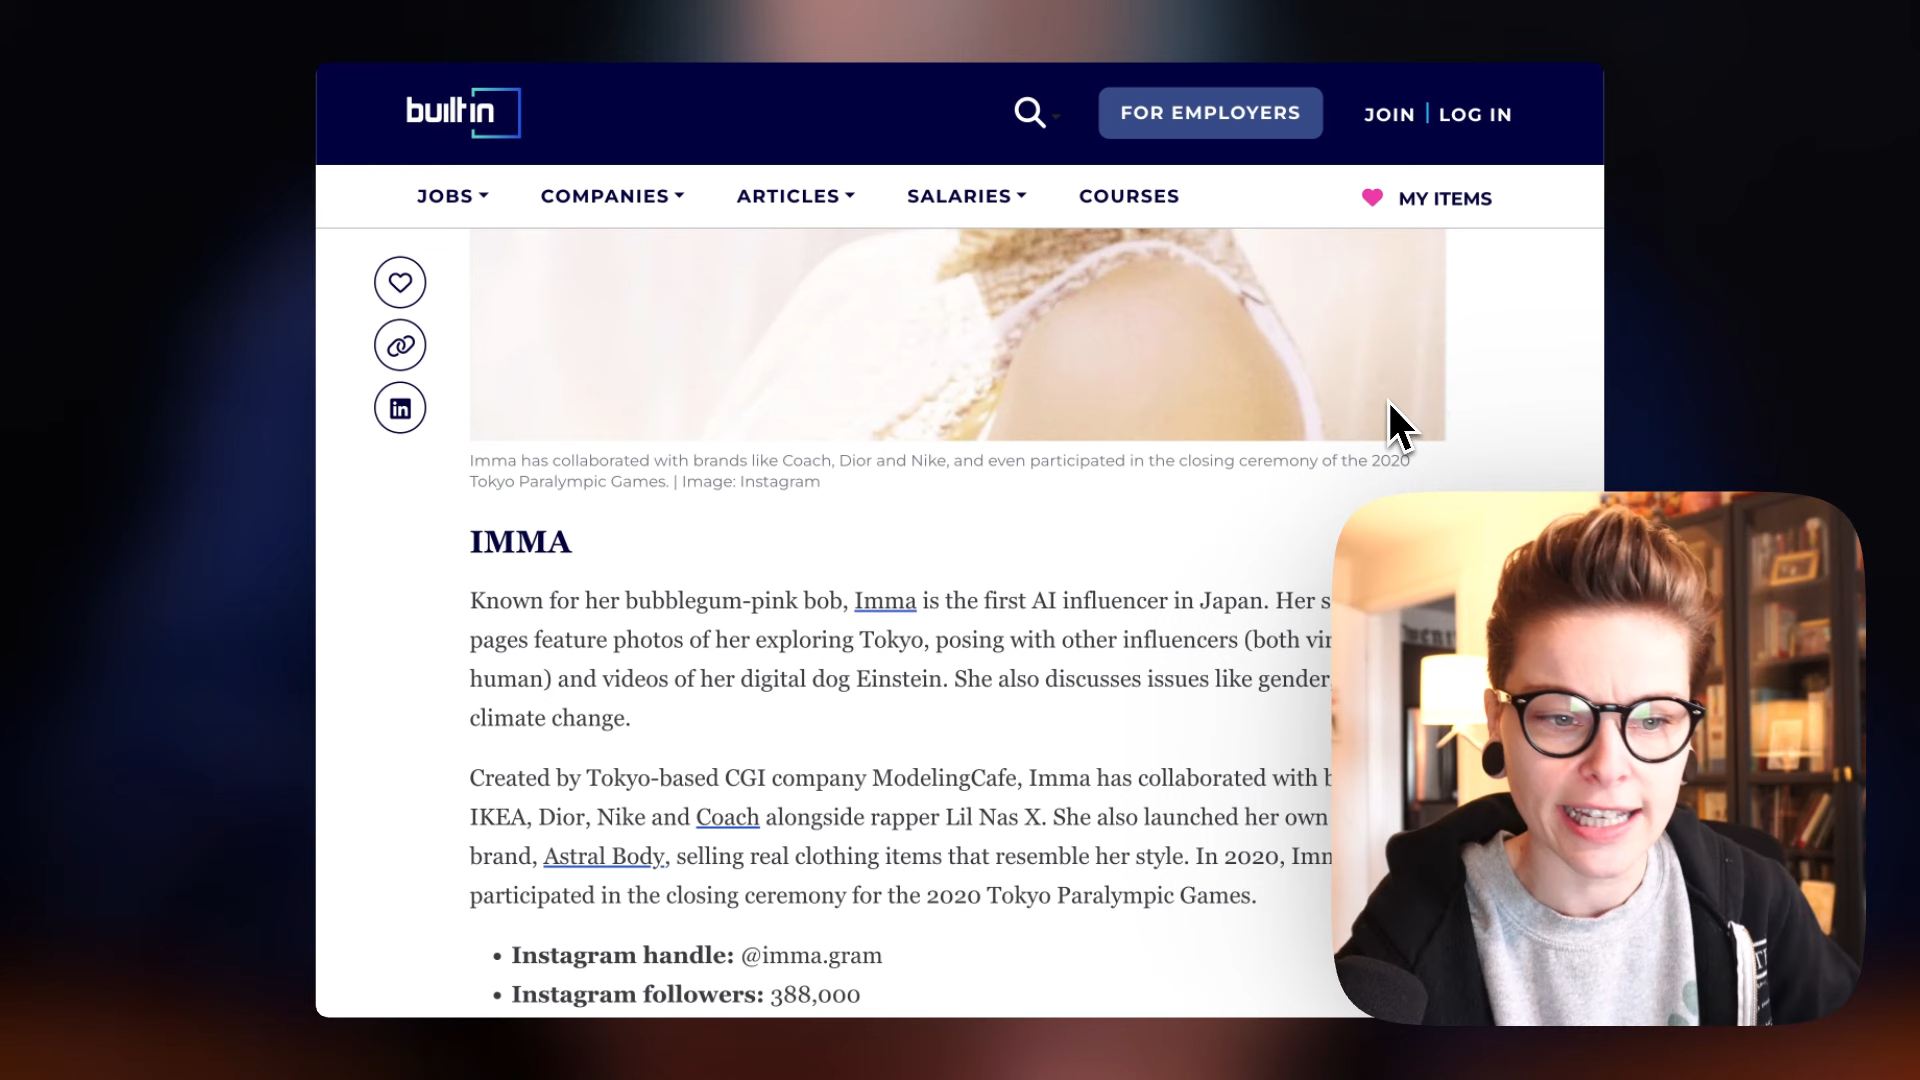 builtin
FOR EMPLOYERS
JOIN | LOG IN
JOBS COMPANIES ARTICLES SALARIES COURSES MY ITEMS
Imma has collaborated with brands like Coach, Dior and Nike, and even participated in the closing ceremony of the 2020
Tokyo Paralympic Games. | Image: Instagram
IMMA
Known for her bubblegum-pink bob, Imma is the first AI influencer in Japan. Her
pages feature photos of her exploring Tokyo, posing with other influencers (both
human) and videos of her digital dog Einstein. She also discusses issues like gender
climate change.
Created by Tokyo-based CGI company ModelingCafe, Imma has collaborated with
IKEA, Dior, Nike and Coach alongside rapper Lil Nas X. She also launched her own
brand, Astral Body, selling real clothing items that resemble her style. In 2020,
participated in the closing ceremony for the 2020 Tokyo Paralympic Games.
• Instagram handle: @imma.gram
• Instagram followers: 388,000